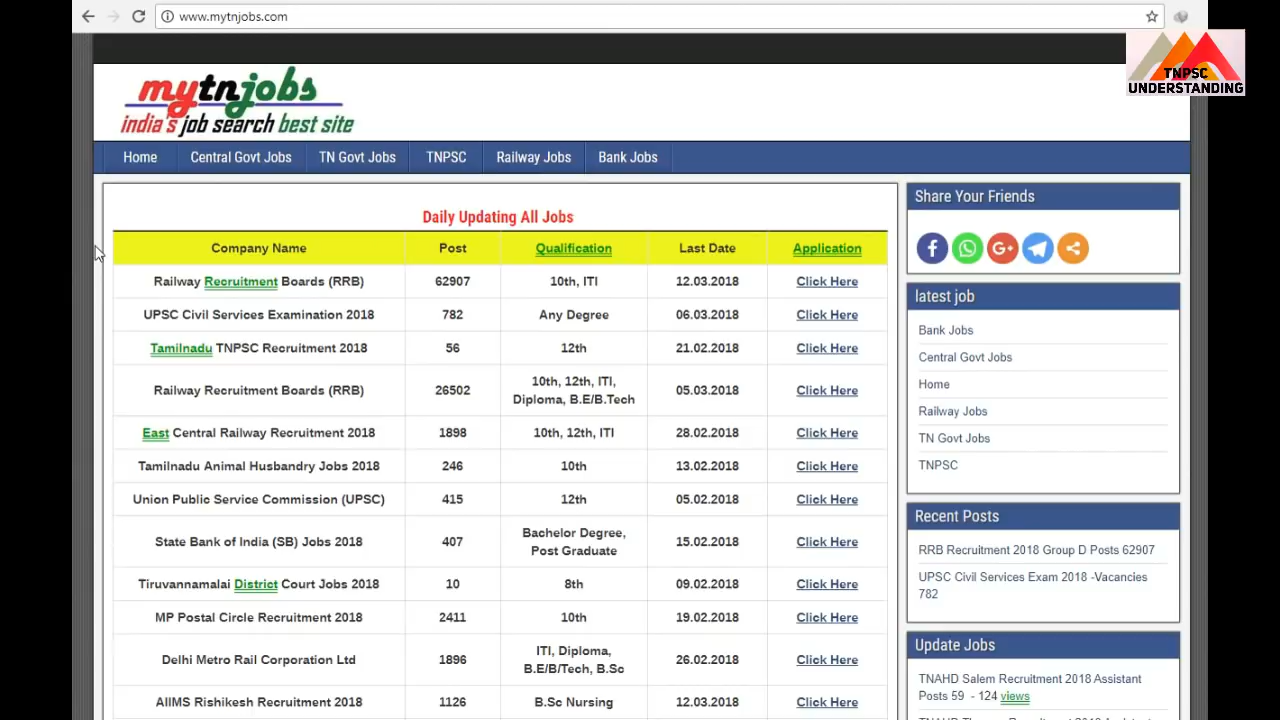 www.mytnjobs.com
TNPSC
UNDERSTANDING
mytnjobs
india's job search best site
Home Central Govt Jobs TN Govt Jobs TNPSC Railway Jobs Bank Jobs
Daily Updating All Jobs
Company Name Post Qualification Last Date Application
Railway Recruitment Boards (RRB) 62907 10th, ITI 12.03.2018 Click Here
UPSC Civil Services Examination 2018 782 Any Degree 06.03.2018 Click Here
Tamilnadu TNPSC Recruitment 2018 56 12th 21.02.2018 Click Here
Railway Recruitment Boards (RRB) 26502 10th, 12th, ITI, 05.03.2018 Click Here
Diploma, B.E/B.Tech
East Central Railway Recruitment 2018 1898 10th, 12th, ITI 28.02.2018 Click Here
Tamilnadu Animal Husbandry Jobs 2018 246 10th 13.02.2018 Click Here
Union Public Service Commission (UPSC) 415 12th 05.02.2018 Click Here
State Bank of India (SB) Jobs 2018 407 Bachelor Degree, 15.02.2018 Click Here
Post Graduate
Tiruvannamalai District Court Jobs 2018 10 8th 09.02.2018 Click Here
MP Postal Circle Recruitment 2018 2411 10th 19.02.2018 Click Here
Delhi Metro Rail Corporation Ltd 1896 ITI, Diploma, 26.02.2018 Click Here
B.E/B/Tech, B.Sc
AIIMS Rishikesh Recruitment 2018 1126 B.Sc Nursing 12.03.2018 Click Here
Share Your Friends
latest job
Bank Jobs
Central Govt Jobs
Home
Railway Jobs
TN Govt Jobs
TNPSC
Recent Posts
RRB Recruitment 2018 Group D Posts 62907
UPSC Civil Services Exam 2018 -Vacancies
782
Update Jobs
TNAHD Salem Recruitment 2018 Assistant
Posts 59 - 124 views